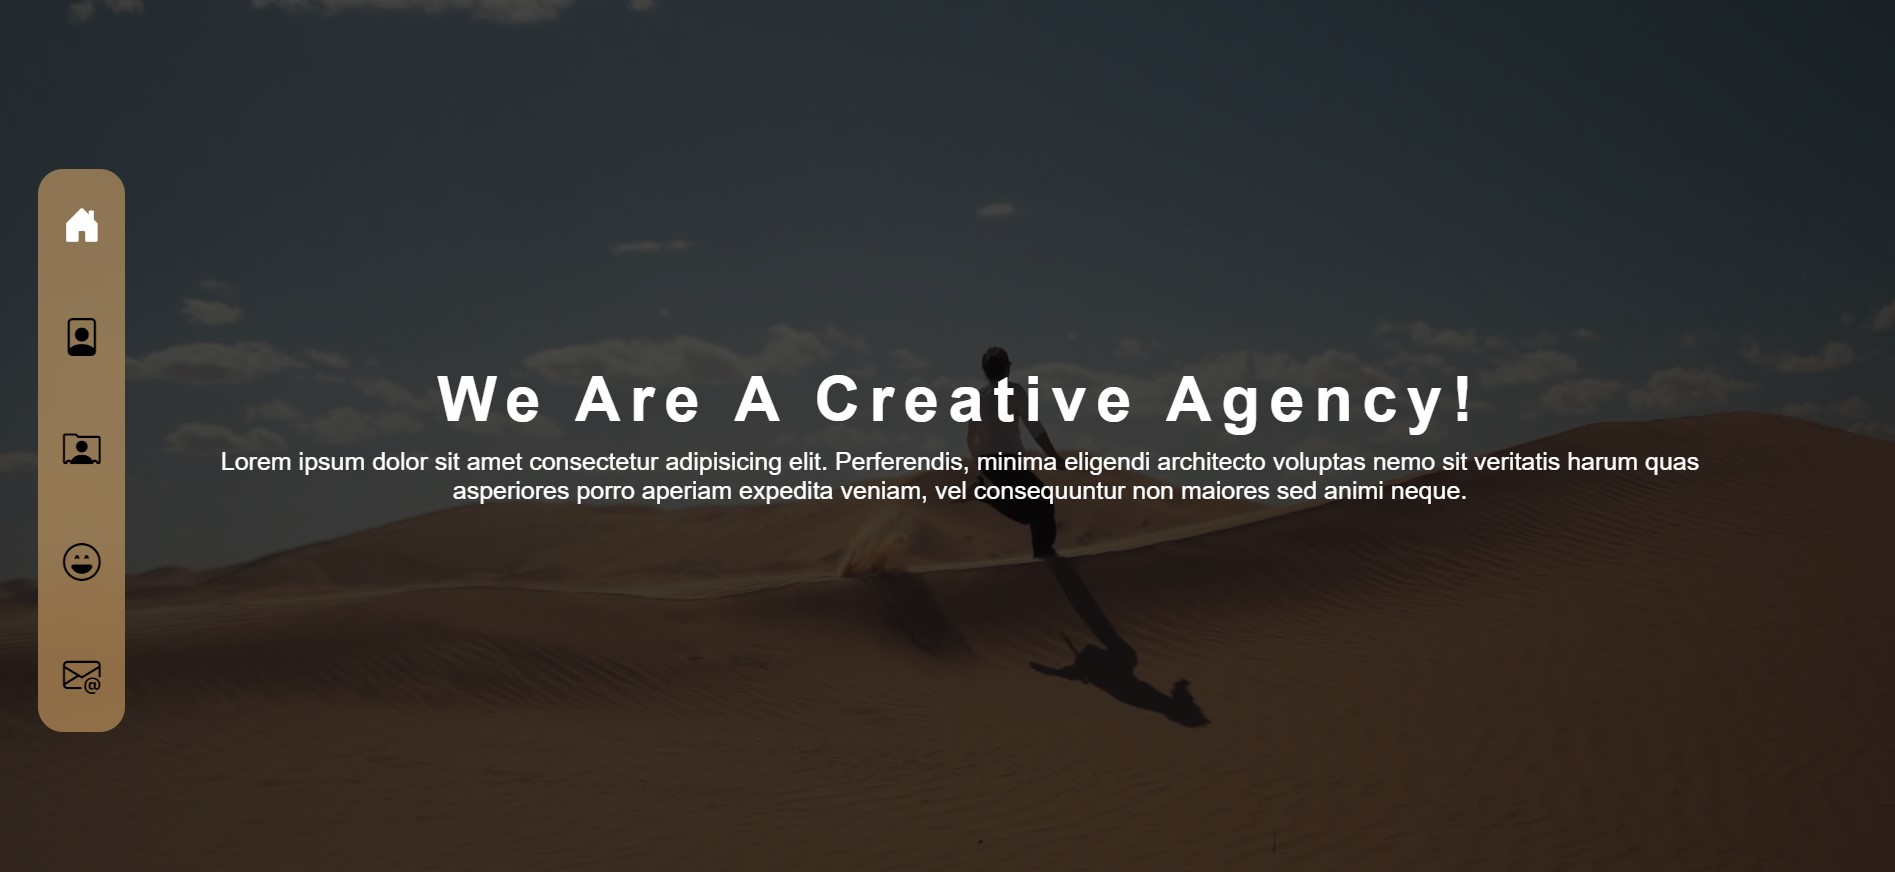 We Are A Creative Agency!
Lorem ipsum dolor sit amet consectetur adipisicing elit. Perferendis, minima eligendi architecto voluptas nemo sit veritatis harum quas
asperiores porro aperiam expedita veniam, vel consequuntur non maiores sed animi neque.